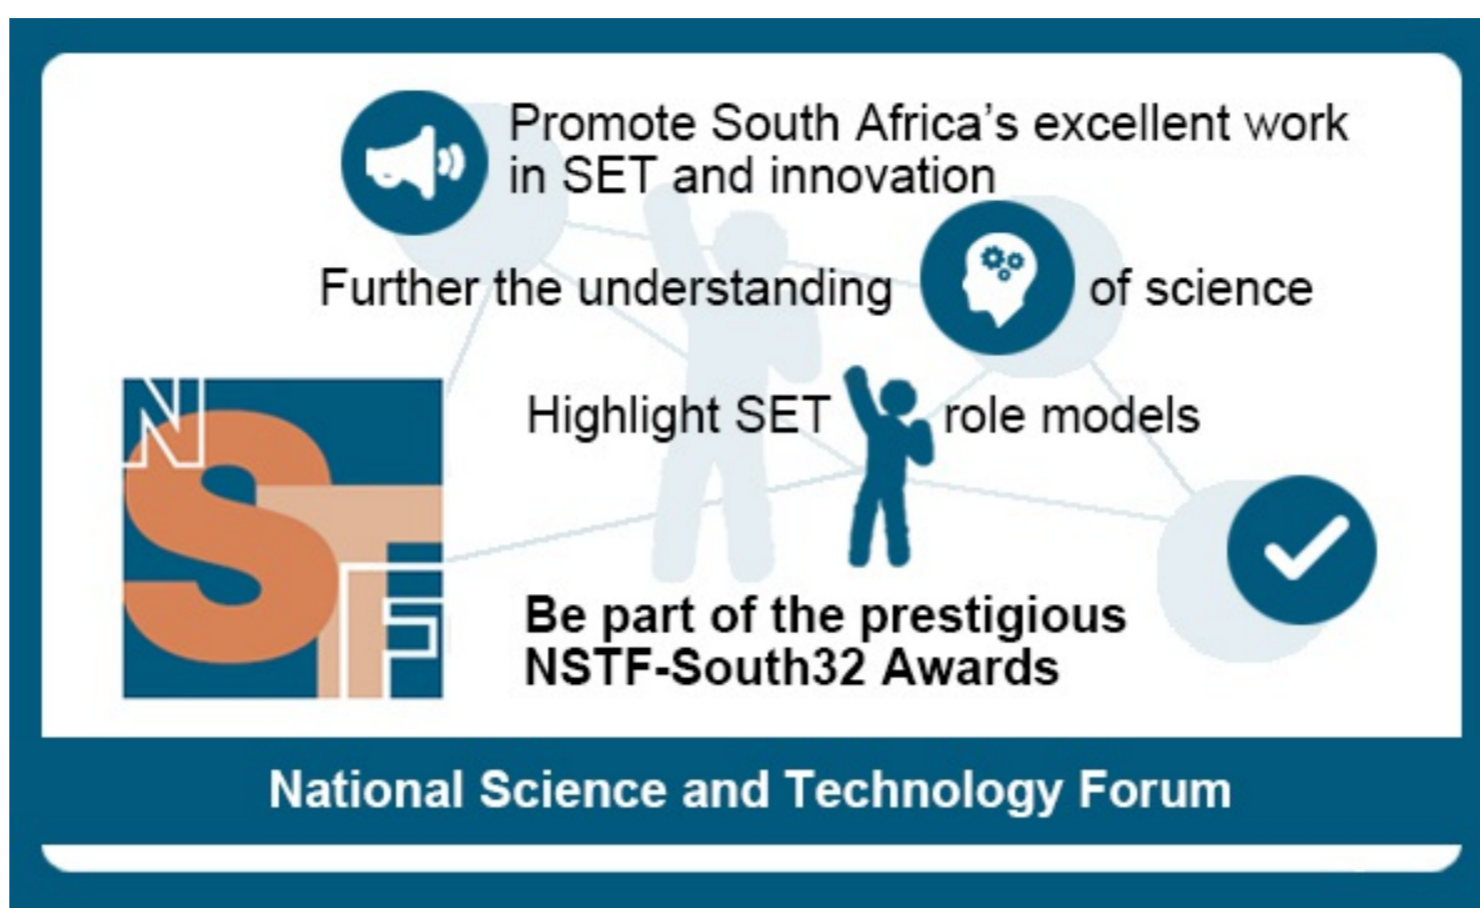 Promote South Africa's excellent work
in SET and innovation
Further the understanding of science
Highlight SET role models
NSTF
Be part of the prestigious
NSTF-South32 Awards
National Science and Technology Forum